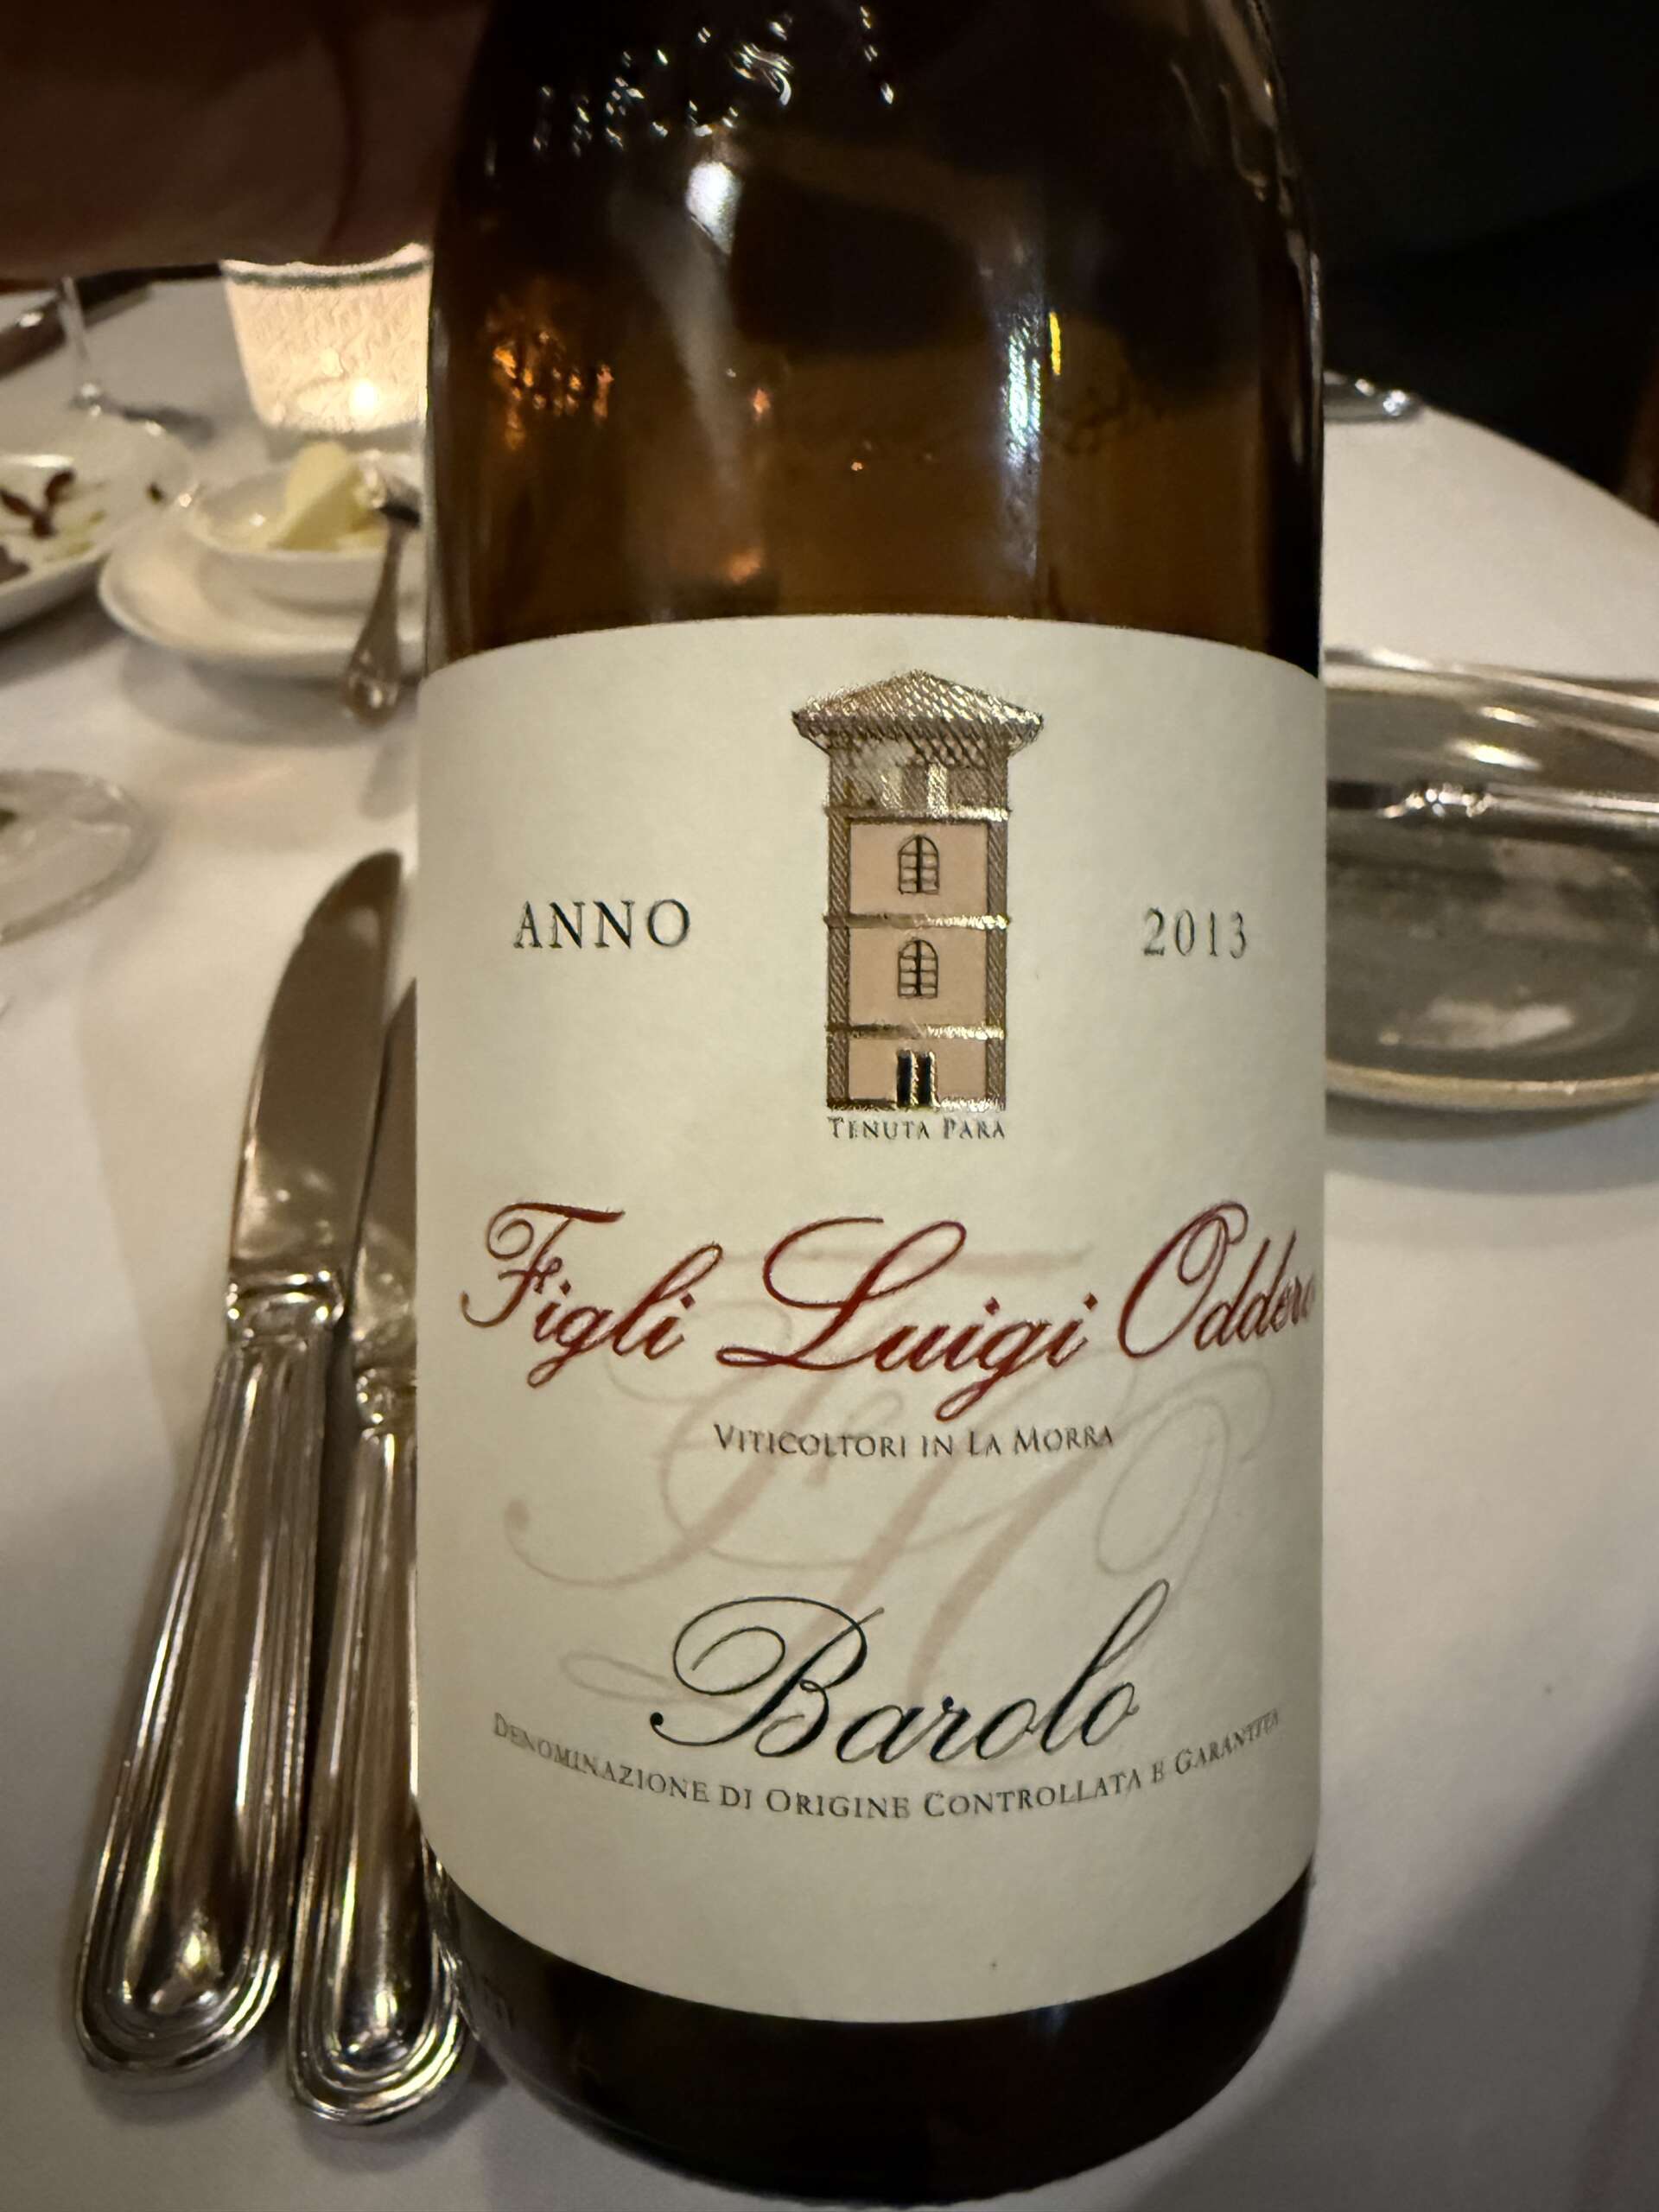 ANNO 2013
TENUTA PARA
Figli Luigi Oddero
VITICOLTORI IN LA MORRA
Barolo
DENOMINAZIONE DI ORIGINE CONTROLLATA E GARANTITA